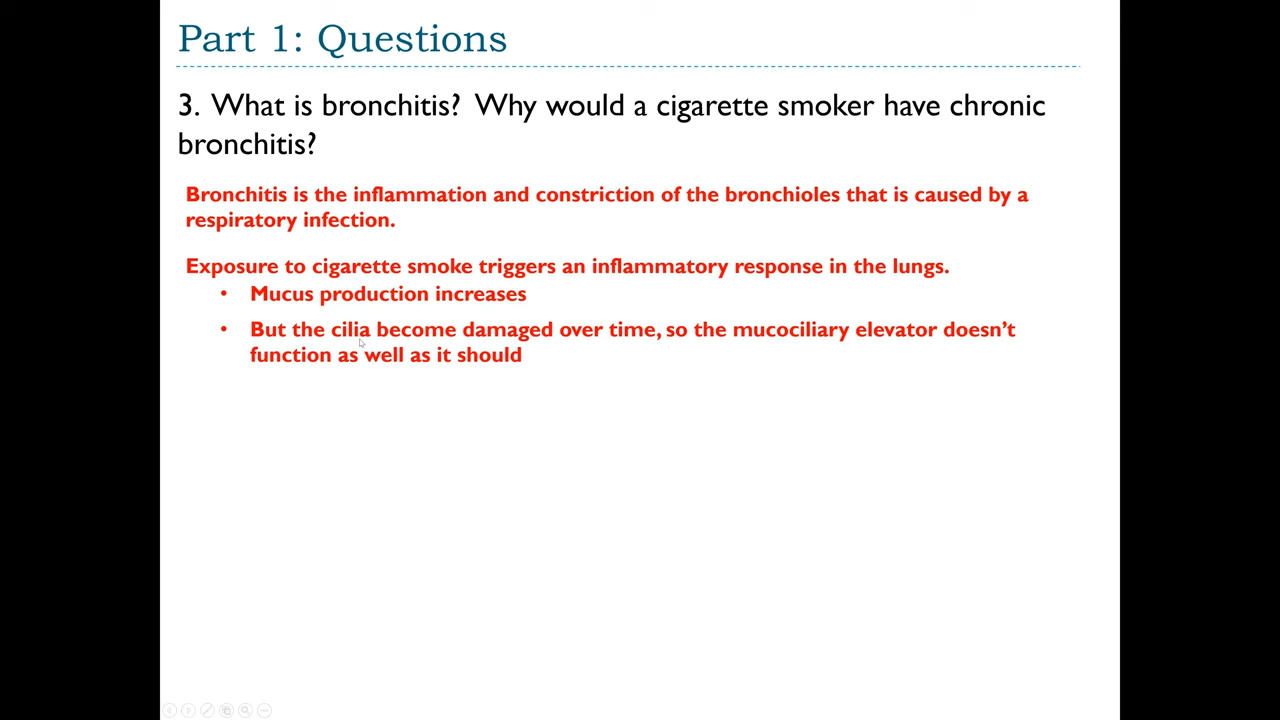 Part 1: Questions
3. What is bronchitis? Why would a cigarette smoker have chronic
bronchitis?
Bronchitis is the inflammation and constriction of the bronchioles that is caused by a
respiratory infection.
Exposure to cigarette smoke triggers an inflammatory response in the lungs.
• Mucus production increases
• But the cilia become damaged over time, so the mucociliary elevator doesn’t
function as well as it should